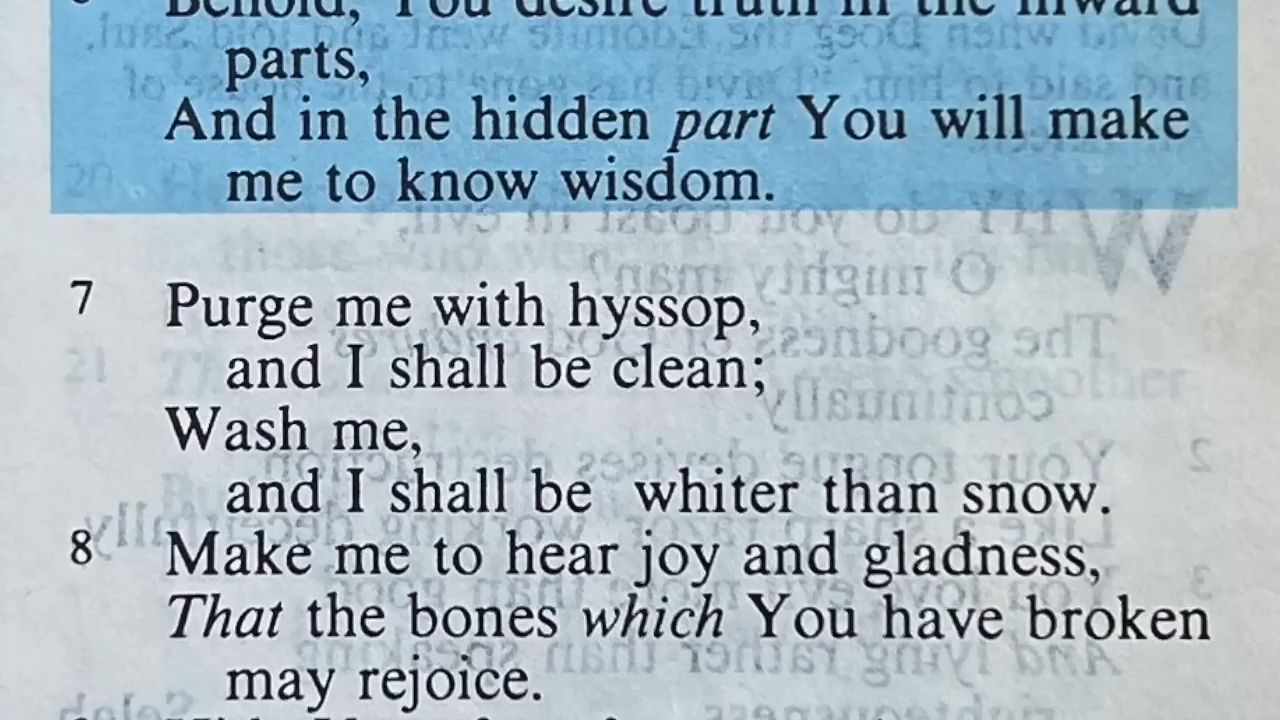 Behold, You desire truth in the inward
parts,
And in the hidden part You will make
me to know wisdom.
7 Purge me with hyssop,
and I shall be clean;
Wash me,
and I shall be whiter than snow.
8 Make me to hear joy and gladness,
That the bones which You have broken
may rejoice.